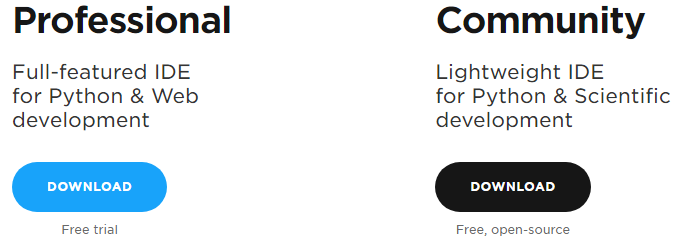 Professional
Full-featured IDE
for Python & Web
development
DOWNLOAD
Free trial
Community
Lightweight IDE
for Python & Scientific
development
DOWNLOAD
Free, open-source